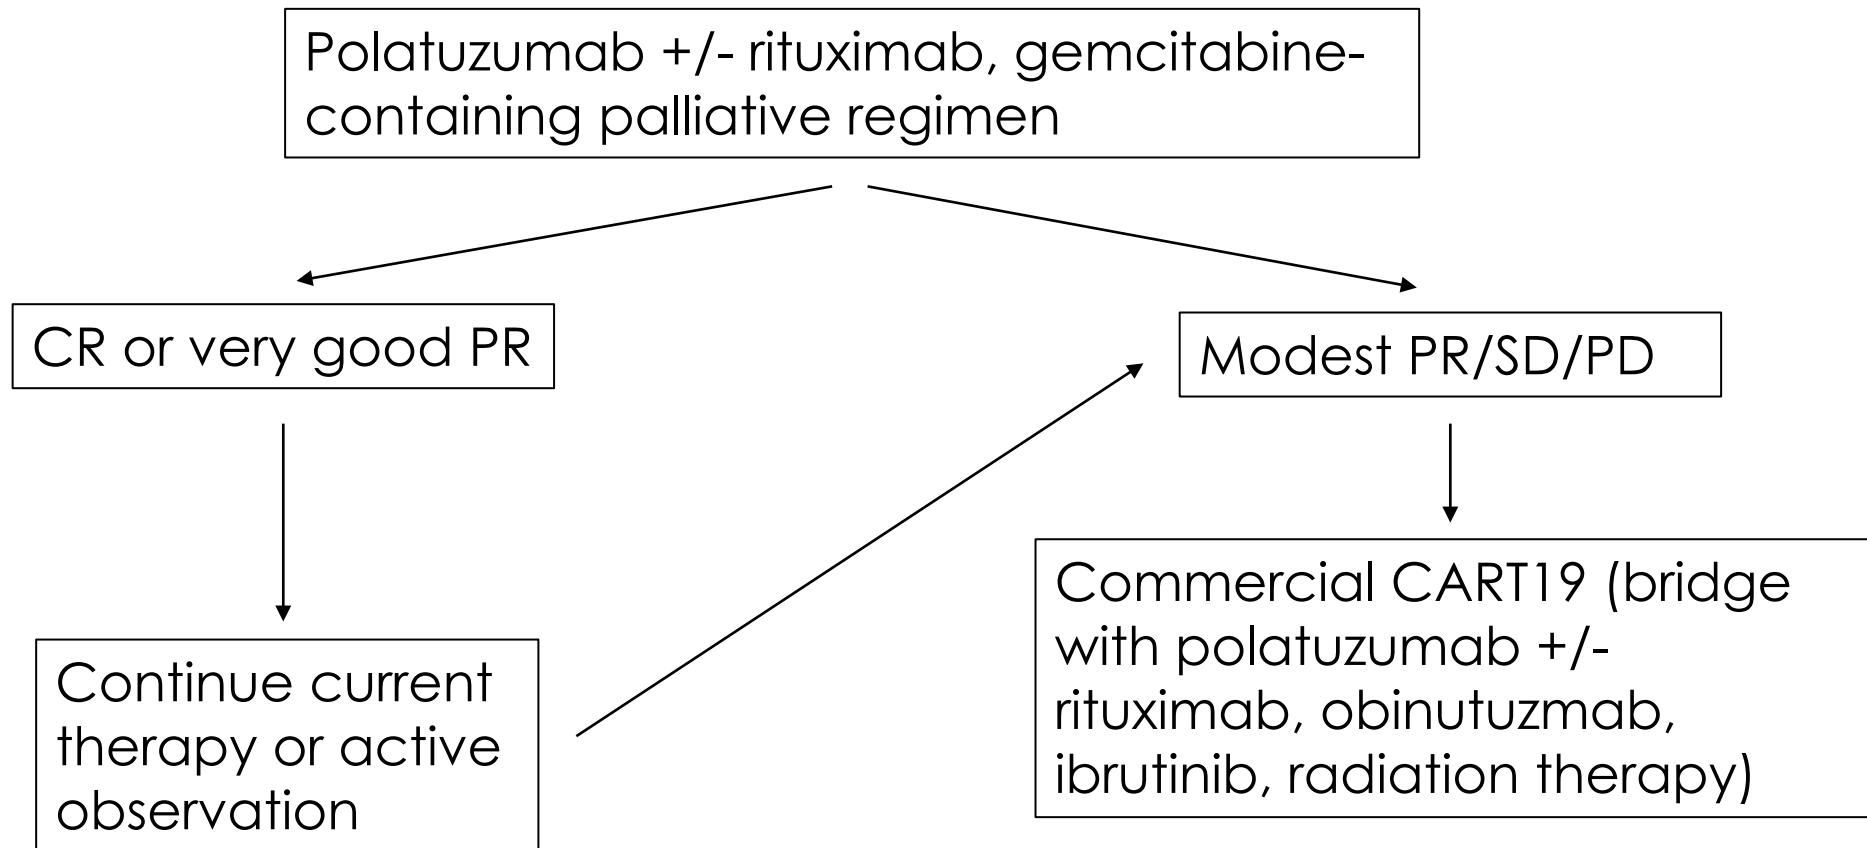 Polatuzumab +/- rituximab, gemcitabine-
containing palliative regimen
CR or very good PR
Modest PR/SD/PD
Continue current
therapy or active
observation
Commercial CART19 (bridge
with polatuzumab +/-
rituximab, obinutuzmab,
ibrutinib, radiation therapy)